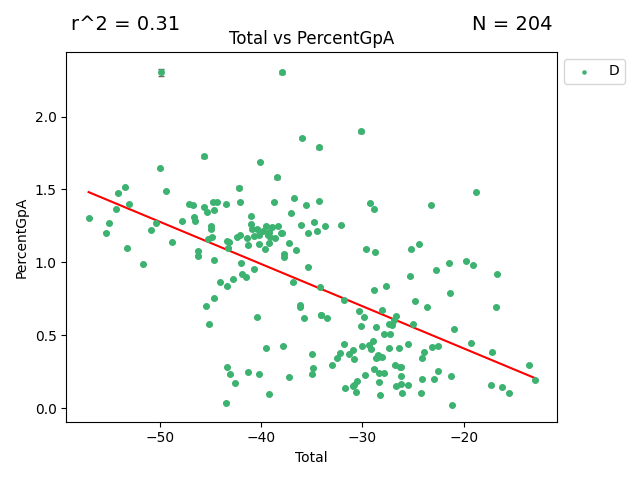 r^2 = 0.31 N = 204
Total vs PercentGpA
D
PercentGpA
2.0
1.5
1.0
0.5
0.0
−50 −40 −30 −20
Total